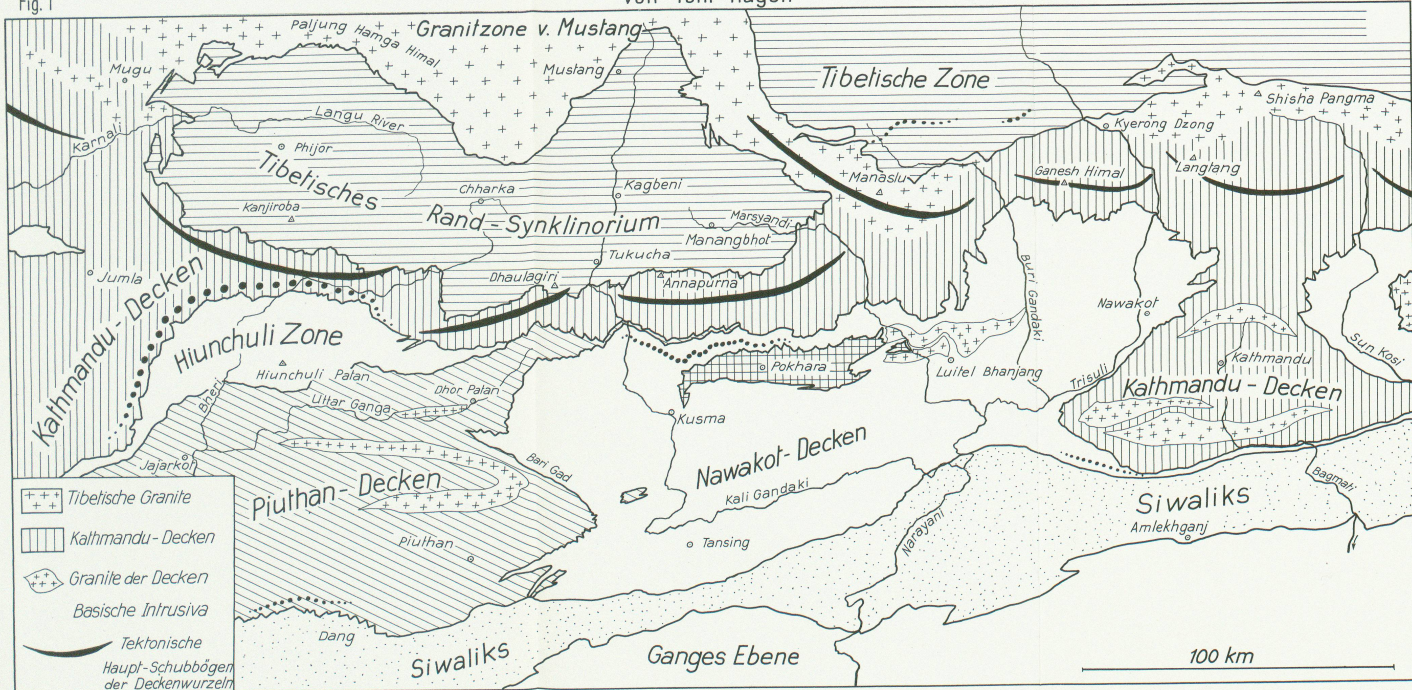 Fig. 1
von Toni Hagen
Paljung Hamga Himal
Granitzone v. Mustang
Mugu
Mustang
Tibetische Zone
Shisha Pangma
Karnali
Langu River
Kyerong Dzong
Phijor
Tibetisches
Rand-Synklinorium
Chharka
Kagbeni
Manaslu
Ganesh Himal
Langtang
Kanjiroba
Marsyandi
Manangbhot
Tukucha
Jumla
Dhaulagiri
Annapurna
Buri Gandaki
Nawakot
Kathmandu-Decken
Hiunchuli Zone
Sun Kosi
Hiunchuli Patan
Pokhara
Luitel Bhanjang
Trisuli
Kathmandu
Bheri
Uttar Ganga
Dhor Patan
Kathmandu-Decken
Kusma
Jajarkot
Bari Gad
Nawakot-Decken
Piuthan-Decken
Kali Gandaki
Siwaliks
Bagmati
Narayani
Amlekhganj
Piuthan
Tansing
Dang
Siwaliks
Ganges Ebene
100 km
Tibetische Granite
Kathmandu-Decken
Granite der Decken
Basische Intrusiva
Tektonische
Haupt-Schubbögen
der Deckenwurzeln